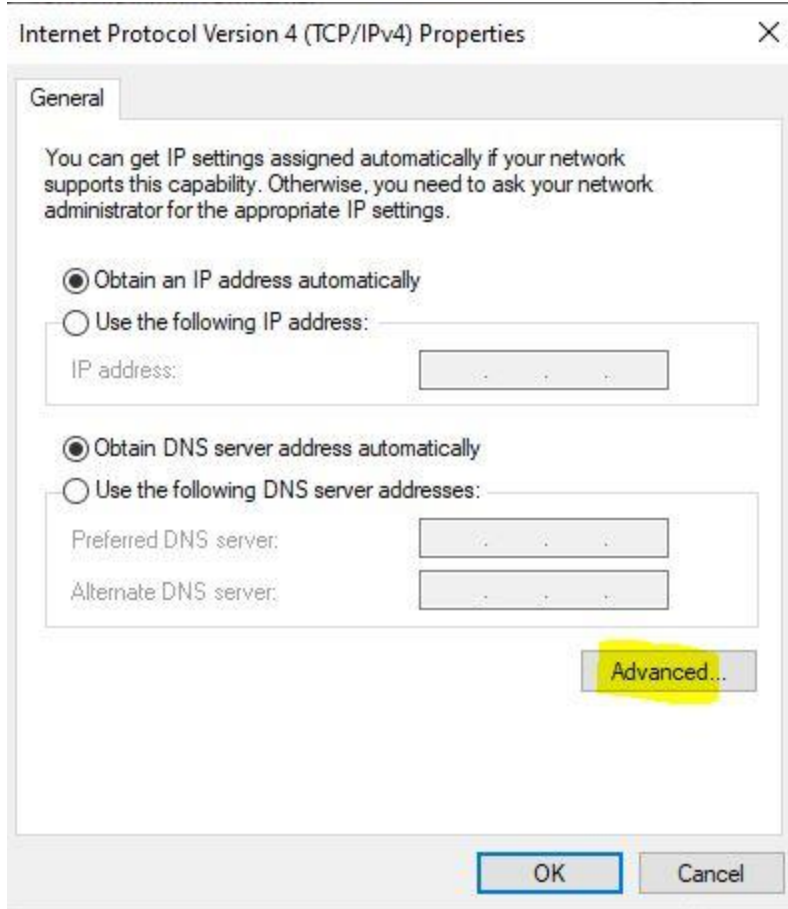 Internet Protocol Version 4 (TCP/IPv4) Properties
General
You can get IP settings assigned automatically if your network
supports this capability. Otherwise, you need to ask your network
administrator for the appropriate IP settings.
Obtain an IP address automatically
Use the following IP address:
IP address:
Obtain DNS server address automatically
Use the following DNS server addresses:
Preferred DNS server:
Alternate DNS server:
Advanced...
OK Cancel